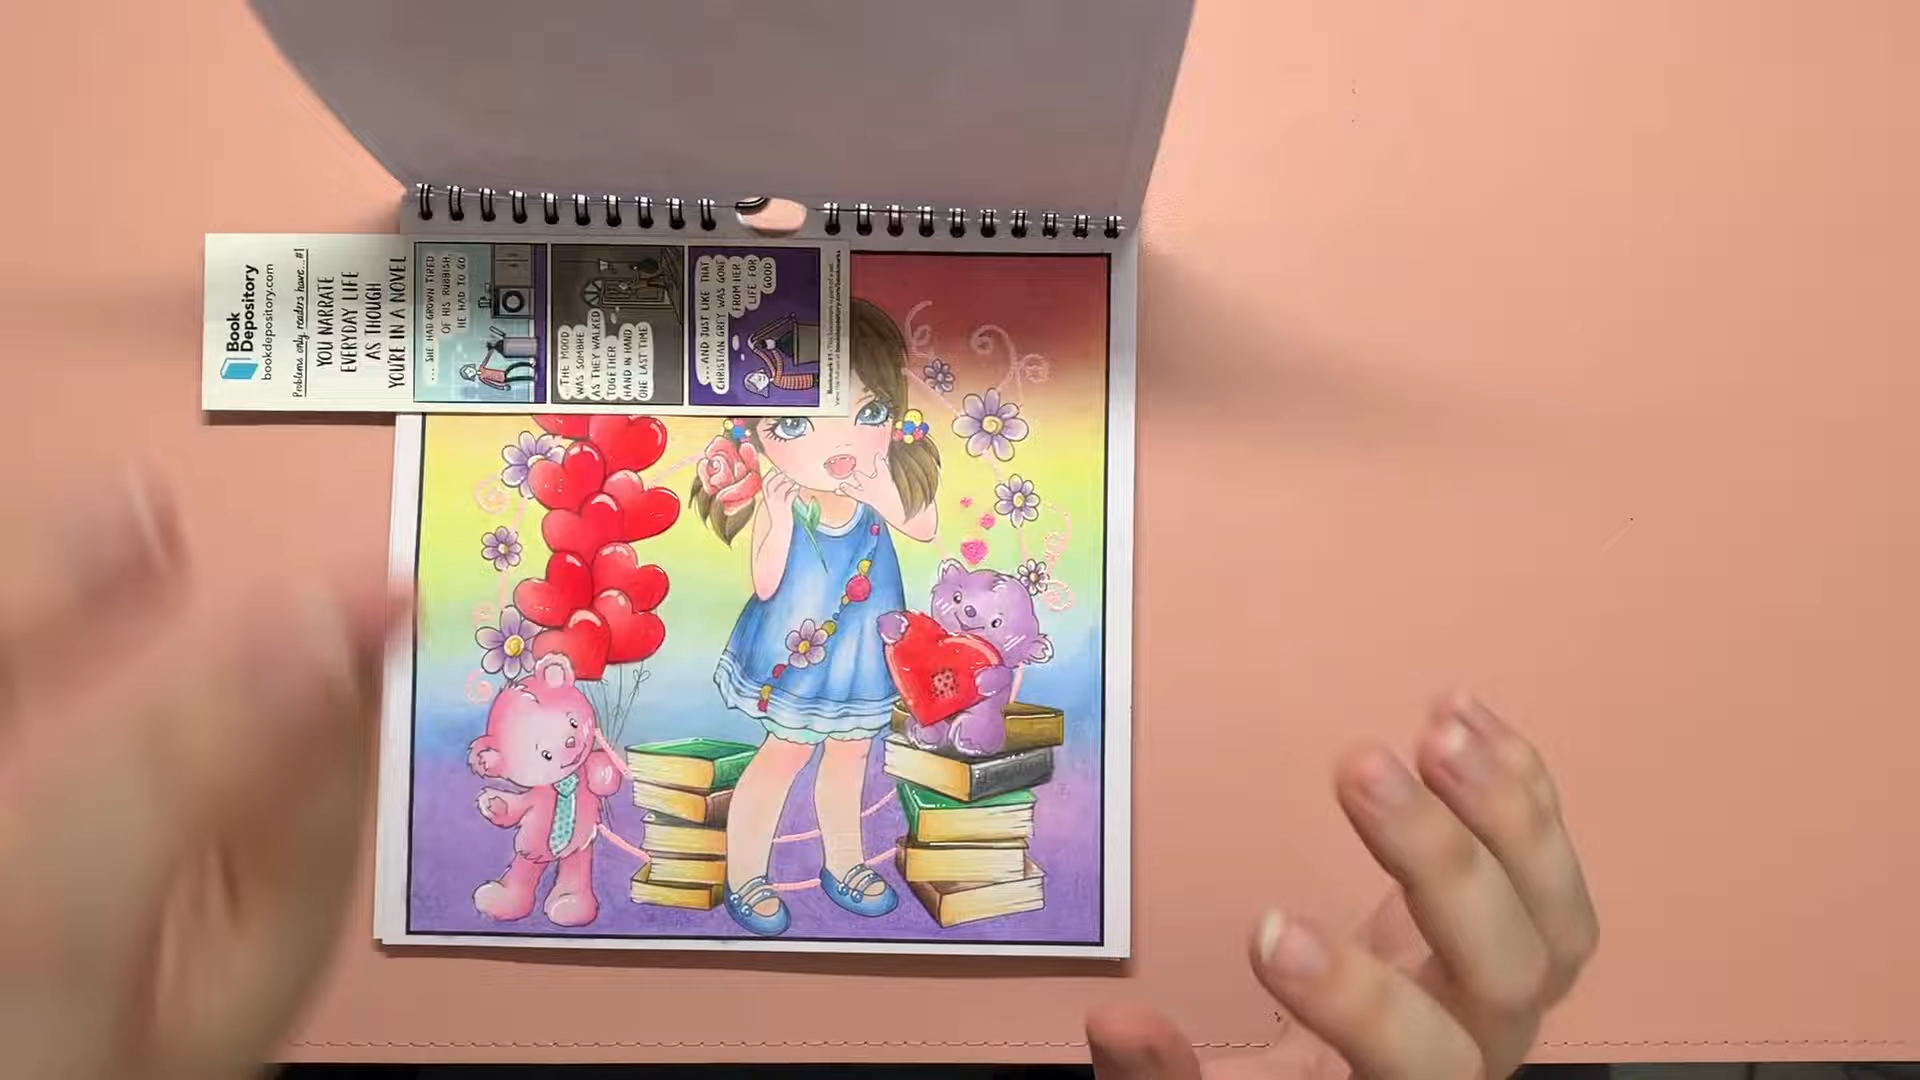 Book
Depository
bookdepository.com
Problems only readers have...#1
YOU NARRATE
EVERYDAY LIFE
AS THOUGH
YOU'RE IN A NOVEL
... SHE HAD GROWN TIRED
OF HIS RUBBISH,
HE HAD TO GO
THE MOOD
WAS SOMBRE
AS THEY WALKED
TOGETHER
HAND IN HAND
ONE LAST TIME
...AND JUST LIKE THAT
CHRISTIAN GREY WAS GONE
FROM HER
LIFE FOR
GOOD